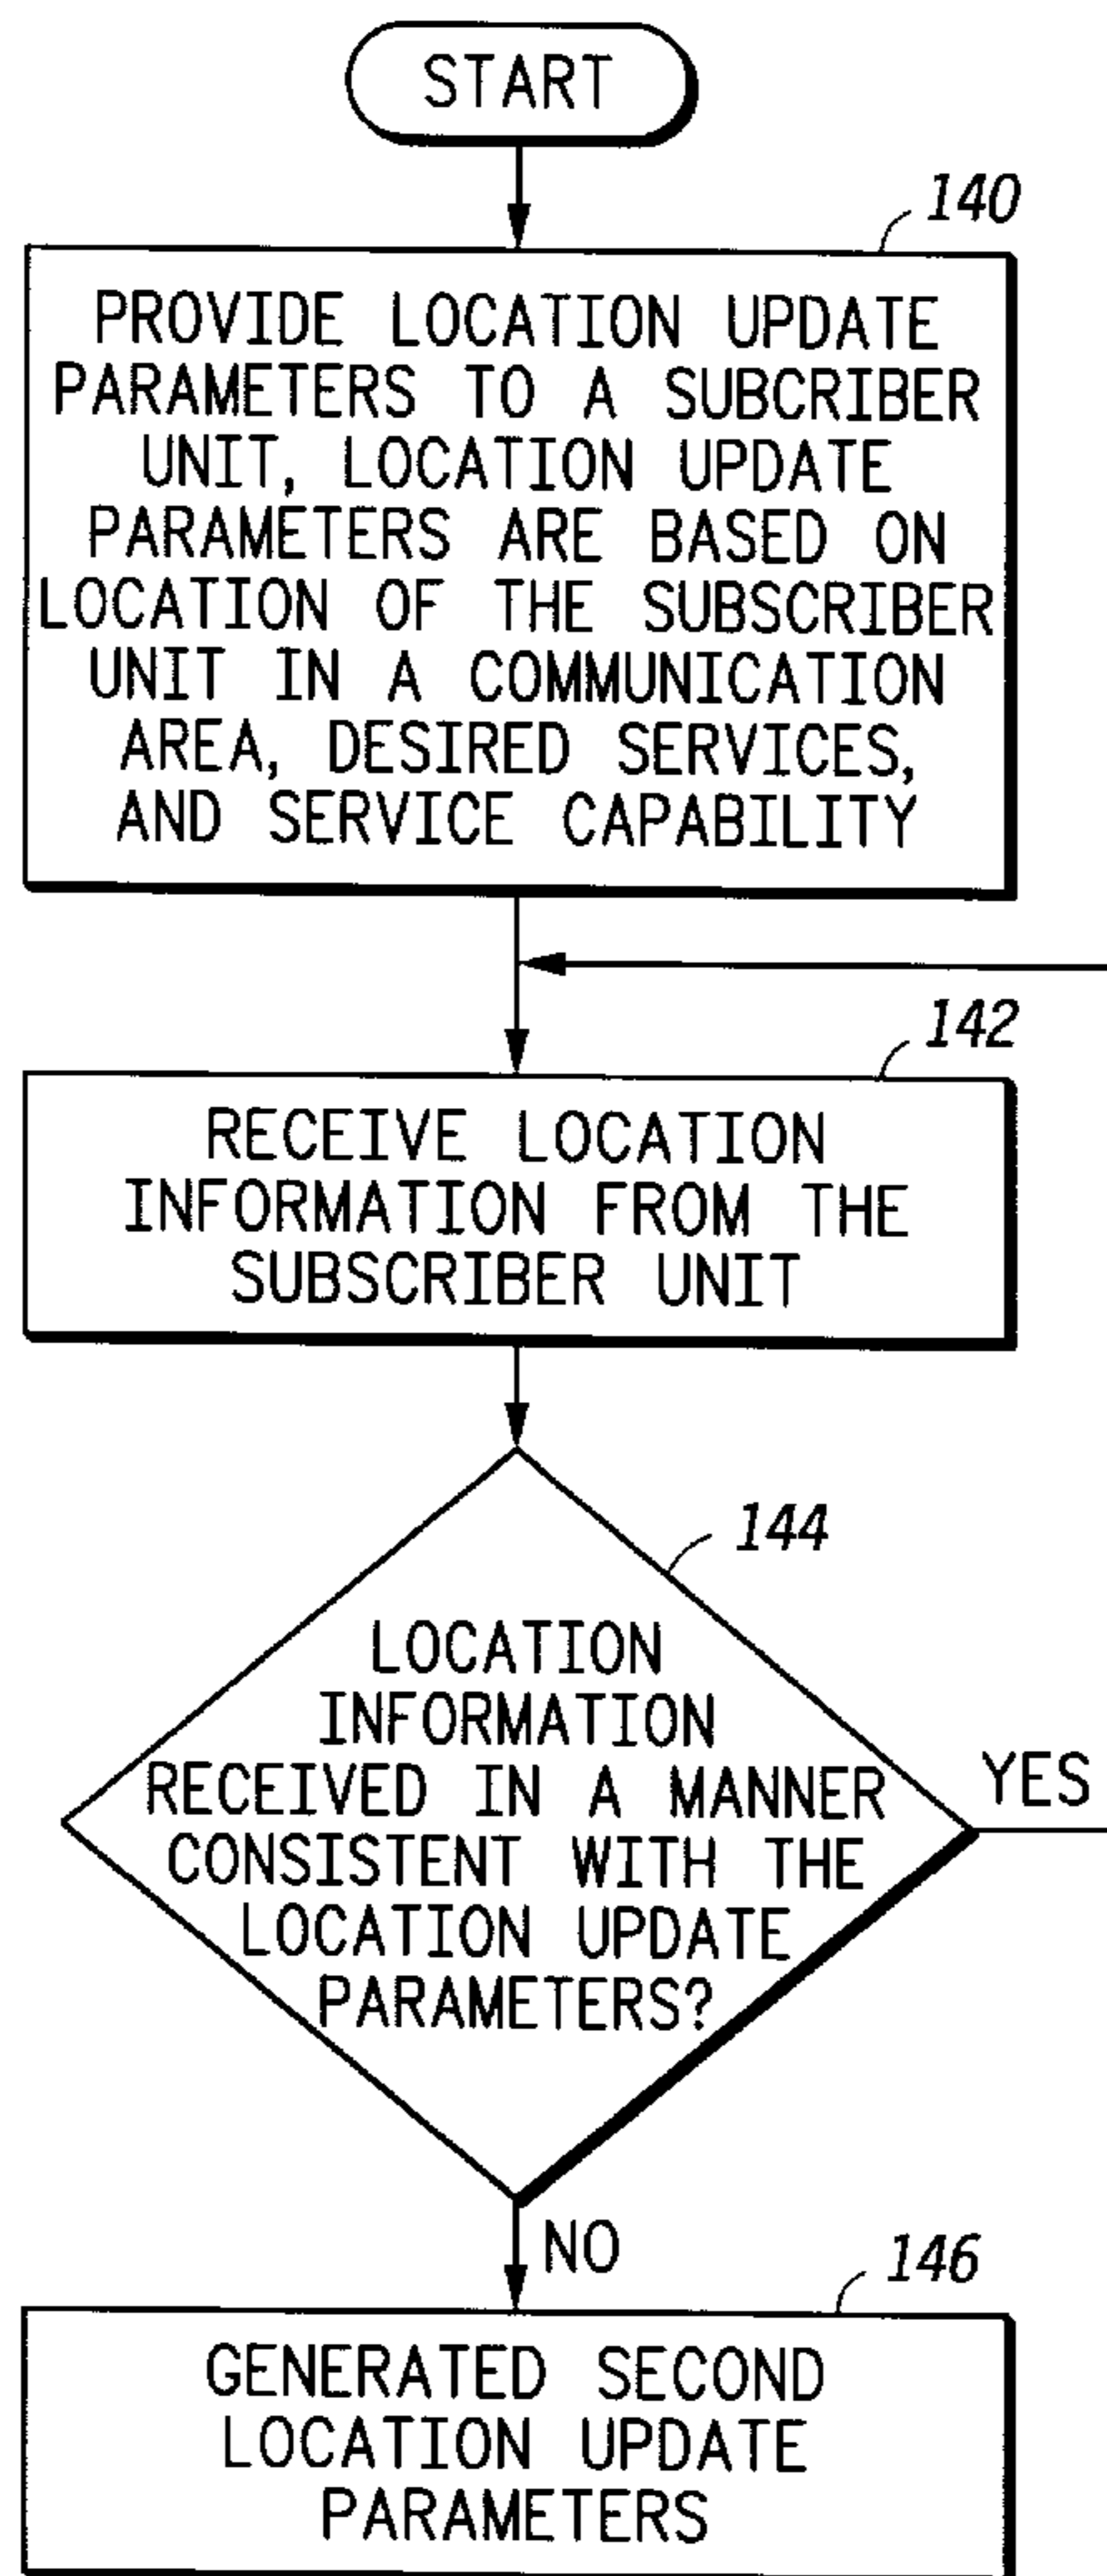 START
140
PROVIDE LOCATION UPDATE
PARAMETERS TO A SUBCRIBER
UNIT, LOCATION UPDATE
PARAMETERS ARE BASED ON
LOCATION OF THE SUBSCRIBER
UNIT IN A COMMUNICATION
AREA, DESIRED SERVICES,
AND SERVICE CAPABILITY
142
RECEIVE LOCATION
INFORMATION FROM THE
SUBSCRIBER UNIT
144
LOCATION
INFORMATION
RECEIVED IN A MANNER
CONSISTENT WITH THE
LOCATION UPDATE
PARAMETERS?
YES
NO
146
GENERATED SECOND
LOCATION UPDATE
PARAMETERS